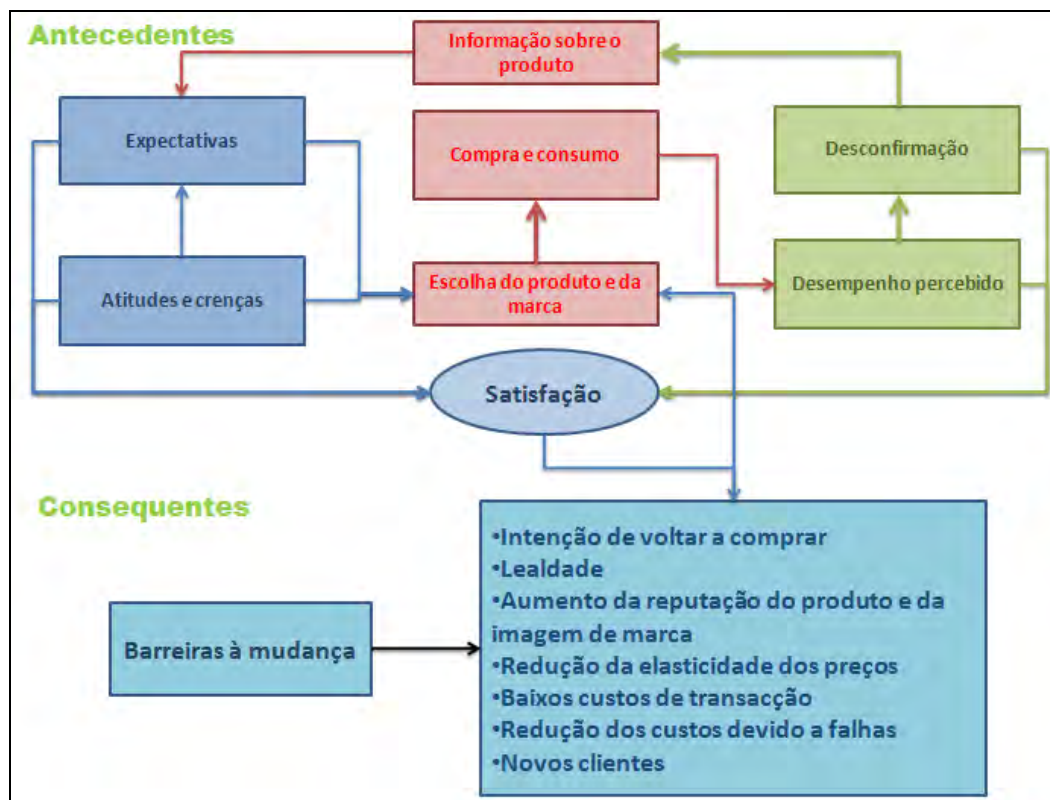 Antecedentes
Informação sobre o
produto
Expectativas
Compra e consumo
Desconfirmação
Atitudes e crenças
Escolha do produto e da
marca
Desempenho percebido
Satisfação
Consequentes
Barreiras à mudança
•Intenção de voltar a comprar
•Lealdade
•Aumento da reputação do produto e da
imagem de marca
•Redução da elasticidade dos preços
•Baixos custos de transacção
•Redução dos custos devido a falhas
•Novos clientes